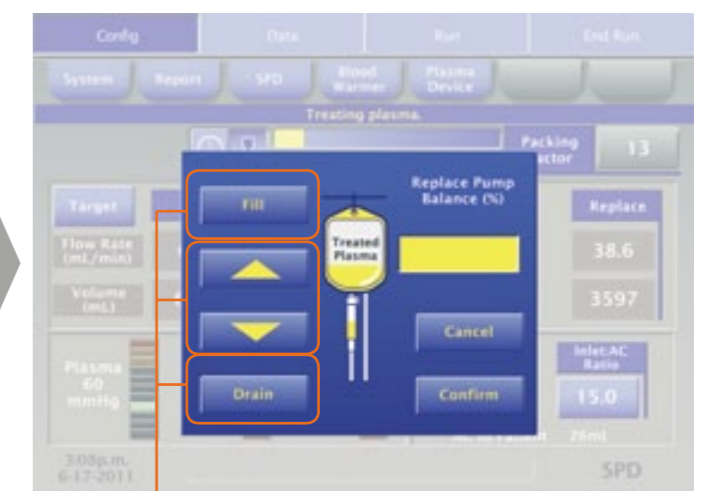 Config
Data
Run
End Run
System
Report
SPD
Blood
Warmer
Plasma
Device
Treating plasma.
Packing
13
Target
Replace
Flow Rate
(mL/min)
38.6
Volume
(mL)
3597
Fill
Drain
Treated
Plasma
Replace Pump
Balance (%)
Cancel
Confirm
Plasma
60
mmHg
Inlet:AC
Ratio
15.0
26ml
3:08p.m.
6-17-2011
SPD